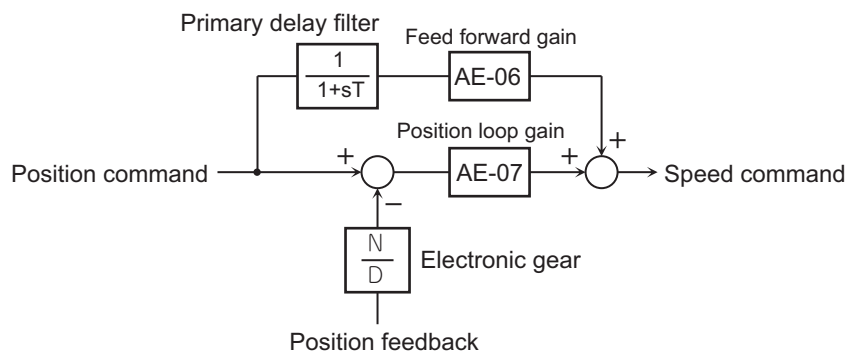 Primary delay filter
Feed forward gain
1
1+sT
AE-06
Position loop gain
+
Position command
+
AE-07
+
Speed command
−
N
D
Electronic gear
Position feedback